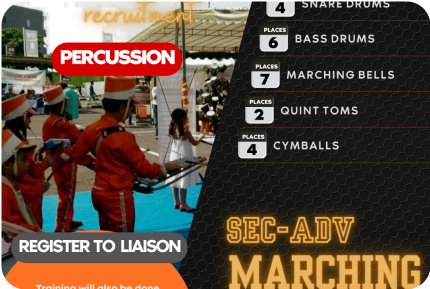 recruitment
PERCUSSION
PLACES
4 SNARE DRUMS
PLACES
6 BASS DRUMS
PLACES
7 MARCHING BELLS
PLACES
2 QUINT TOMS
PLACES
4 CYMBALLS
SEC-ADV
MARCHING
REGISTER TO LIAISON
Training will also be done